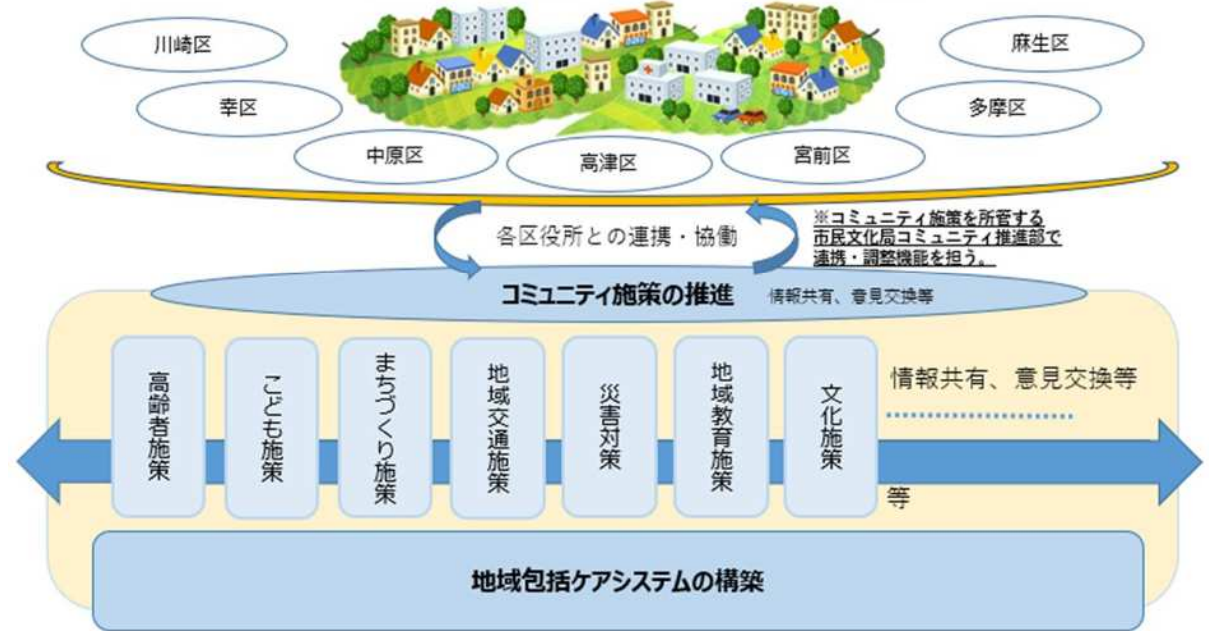 川崎区
麻生区
幸区
多摩区
中原区
高津区
宮前区
各区役所との連携・協働
※コミュニティ施策を所管する
市民文化局コミュニティ推進部で
連携・調整機能を担う。
コミュニティ施策の推進 情報共有、意見交換等
高齢者施策
こども施策
まちづくり施策
地域交通施策
災害対策
地域教育施策
文化施策
情報共有、意見交換等
等
地域包括ケアシステムの構築